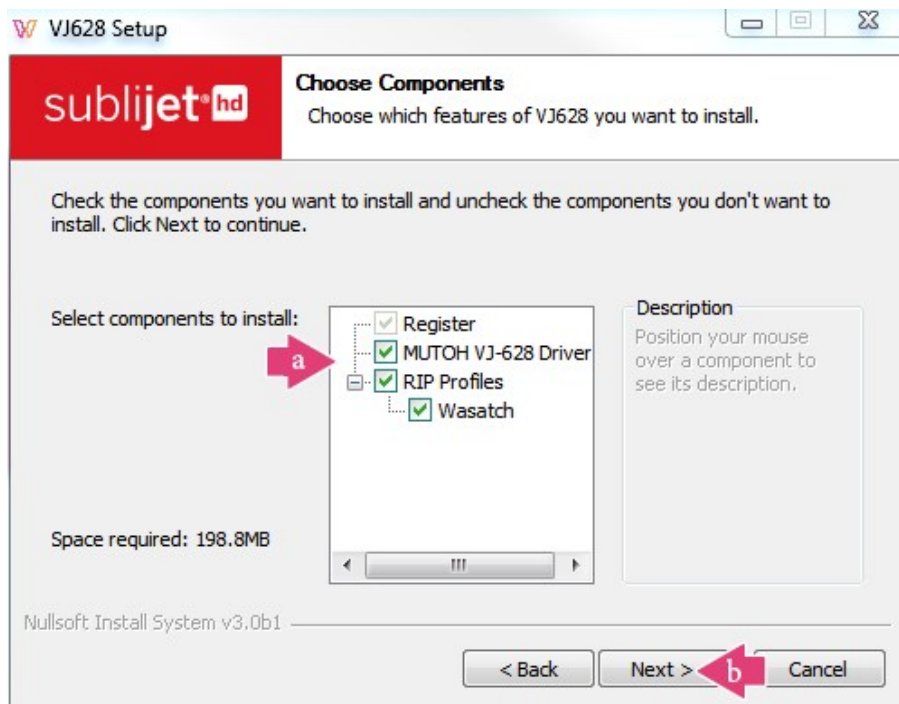 VJ628 Setup
sublijet® hd
Choose Components
Choose which features of VJ628 you want to install.
Check the components you want to install and uncheck the components you don't want to
install. Click Next to continue.
Select components to install:
Register
a
MUTOH VJ-628 Driver
RIP Profiles
Wasatch
Description
Position your mouse
over a component to
see its description.
Space required: 198.8MB
Nullsoft Install System v3.0b1
< Back
Next >
b
Cancel